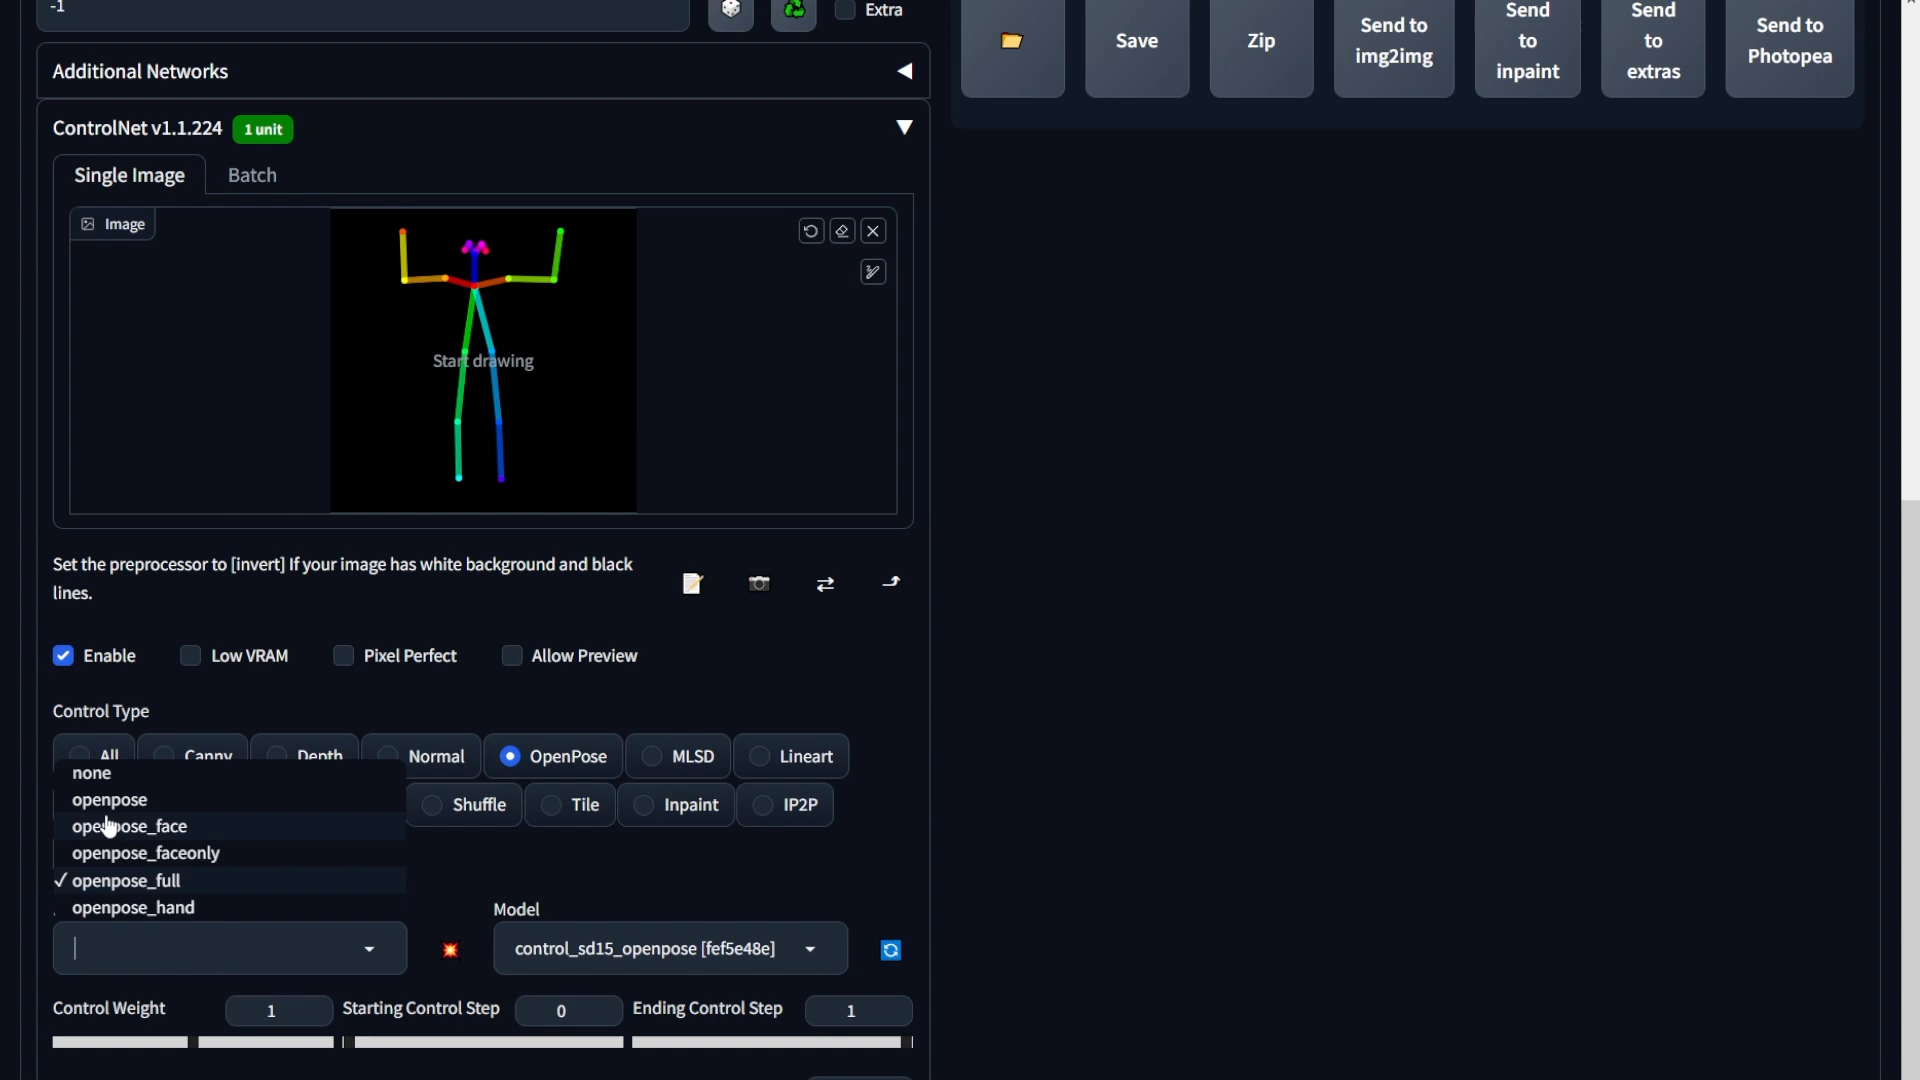 -1
Extra
Additional Networks
ControlNet v1.1.224 1 unit
Single Image Batch
Image
Start drawing
Set the preprocessor to [invert] If your image has white background and black
lines.
Enable Low VRAM Pixel Perfect Allow Preview
Control Type
All Canny Depth Normal OpenPose MLSD Lineart
Shuffle Tile Inpaint IP2P
none
openpose
openpose_face
openpose_faceonly
✓ openpose_full
openpose_hand
Model
control_sd15_openpose [fef5e48e]
Control Weight 1 Starting Control Step 0 Ending Control Step 1
Save
Zip
Send to
img2img
Send
to
inpaint
Send
to
extras
Send to
Photopea